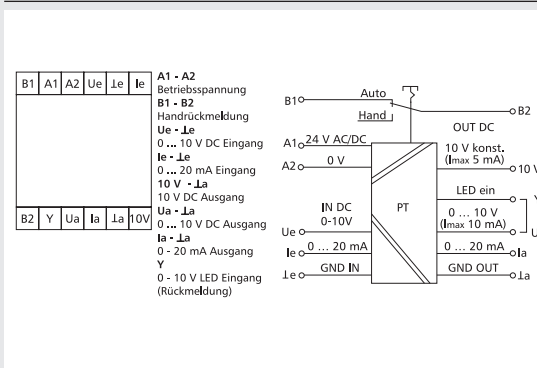 B1 A1 A2 Ue ⊥e Ie
B2 Y Ua Ia ⊥a 10V
A1 - A2
Betriebsspannung
B1 - B2
Handrückmeldung
Ue - ⊥e
0 ... 10 V DC Eingang
Ie - ⊥e
0 ... 20 mA Eingang
10 V - ⊥a
10 V DC Ausgang
Ua - ⊥a
0 ... 10 V DC Ausgang
Ia - ⊥a
0 - 20 mA Ausgang
Y
0 - 10 V LED Eingang
(Rückmeldung)
B1 Auto
Hand
B2
OUT DC
A1 24 V AC/DC
10 V konst.
(Imax 5 mA)
A2 0 V
10 V
LED ein
Y
IN DC
0-10V
PT
0 ... 10 V
(Imax 10 mA)
Ue
U
Ie 0 ... 20 mA
0 ... 20 mA Ia
⊥e GND IN
GND OUT ⊥a